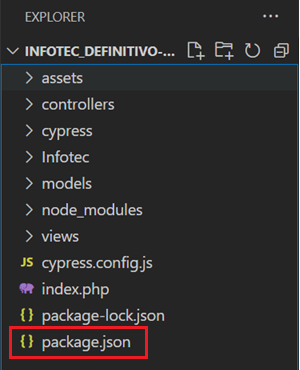 EXPLORER
INFOTEC_DEFINITIVO-...
assets
controllers
cypress
Infotec
models
node_modules
views
JS cypress.config.js
index.php
{} package-lock.json
{} package.json